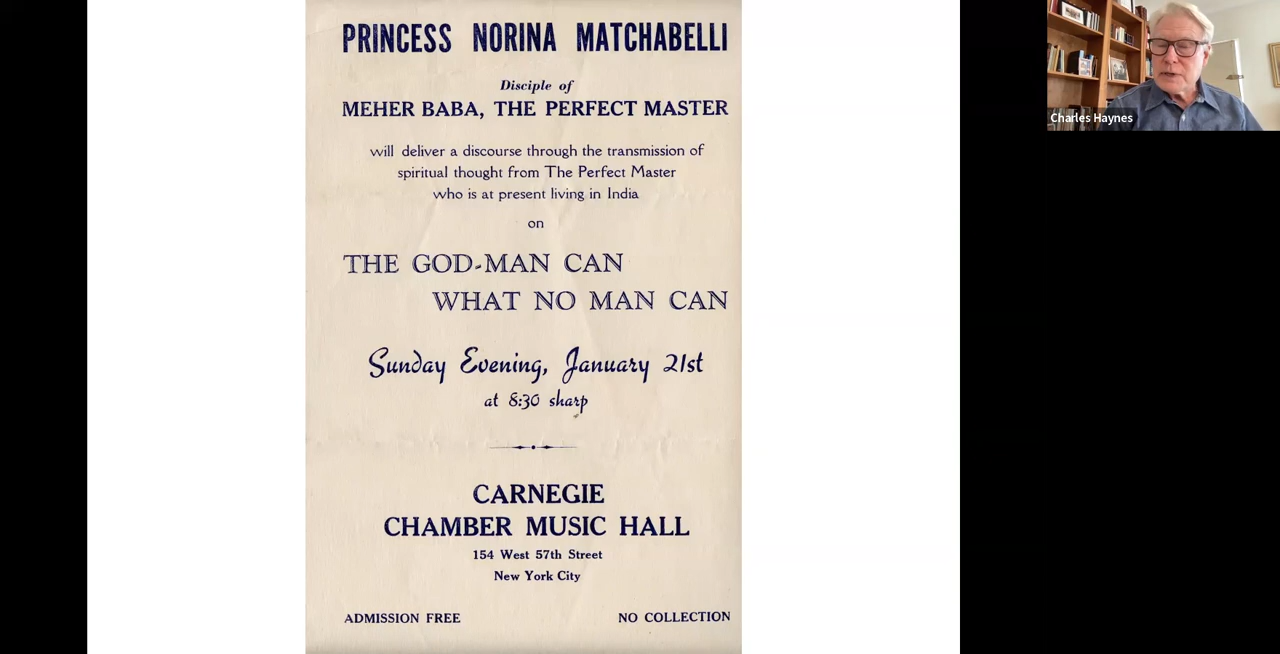 PRINCESS NORINA MATCHABELLI
Disciple of
MEHER BABA, THE PERFECT MASTER
will deliver a discourse through the transmission of
spiritual thought from The Perfect Master
who is at present living in India
on
THE GOD-MAN CAN
WHAT NO MAN CAN
Sunday Evening, January 21st
at 8:30 sharp
CARNEGIE
CHAMBER MUSIC HALL
154 West 57th Street
New York City
ADMISSION FREE NO COLLECTION
Charles Haynes